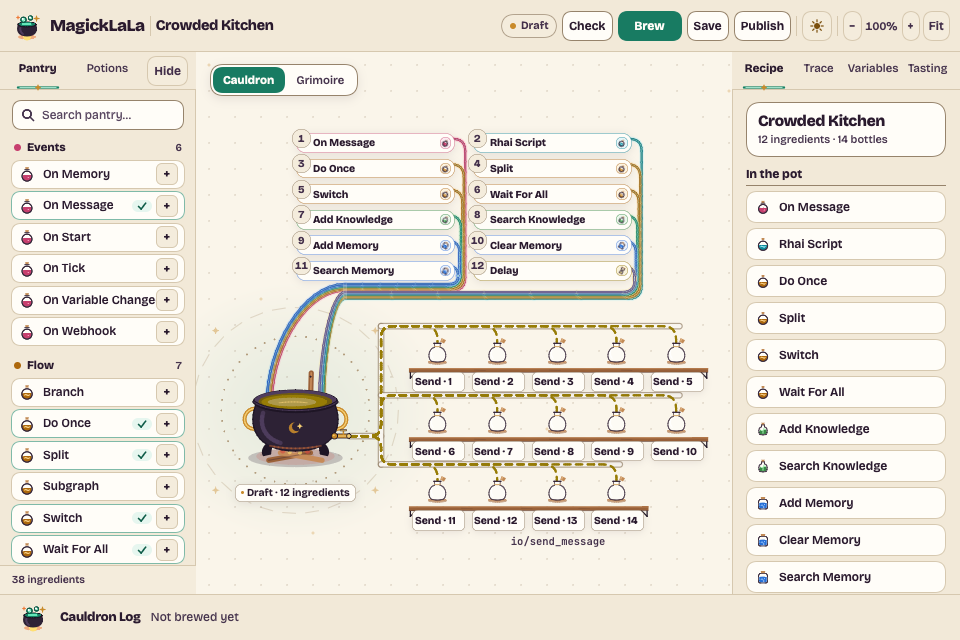 MagickLaLa
Crowded Kitchen
Draft
Check
Brew
Save
Publish
−
100%
+
Fit
Pantry
Potions
Hide
Cauldron
Grimoire
Recipe
Trace
Variables
Tasting
Search pantry…
Events 6
On Memory +
On Message +
On Start +
On Tick +
On Variable Change +
On Webhook +
Flow 7
Branch +
Do Once +
Split +
Subgraph +
Switch +
Wait For All +
38 ingredients
1 On Message
2 Rhai Script
3 Do Once
4 Split
5 Switch
6 Wait For All
7 Add Knowledge
8 Search Knowledge
9 Add Memory
10 Clear Memory
11 Search Memory
12 Delay
Send · 1
Send · 2
Send · 3
Send · 4
Send · 5
Send · 6
Send · 7
Send · 8
Send · 9
Send · 10
Send · 11
Send · 12
Send · 13
Send · 14
io/send_message
Draft · 12 ingredients
Crowded Kitchen
12 ingredients · 14 bottles
In the pot
On Message
Rhai Script
Do Once
Split
Switch
Wait For All
Add Knowledge
Search Knowledge
Add Memory
Clear Memory
Search Memory
Cauldron Log
Not brewed yet